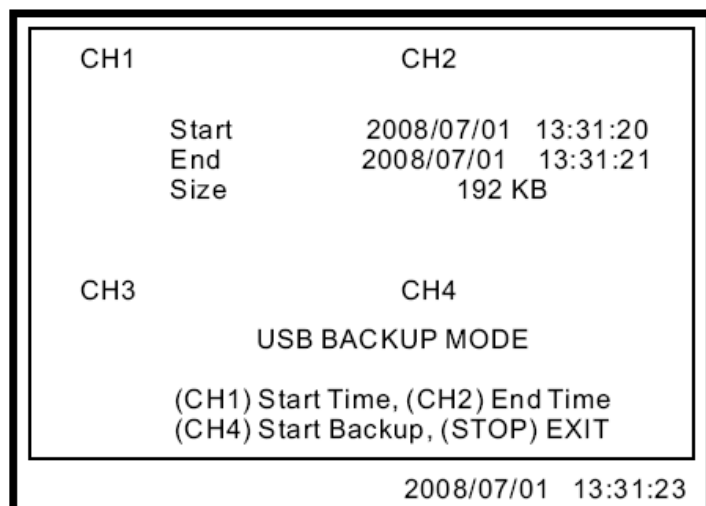 CH1 CH2
Start 2008/07/01 13:31:20
End 2008/07/01 13:31:21
Size 192 KB
CH3 CH4
USB BACKUP MODE
(CH1) Start Time, (CH2) End Time
(CH4) Start Backup, (STOP) EXIT
2008/07/01 13:31:23